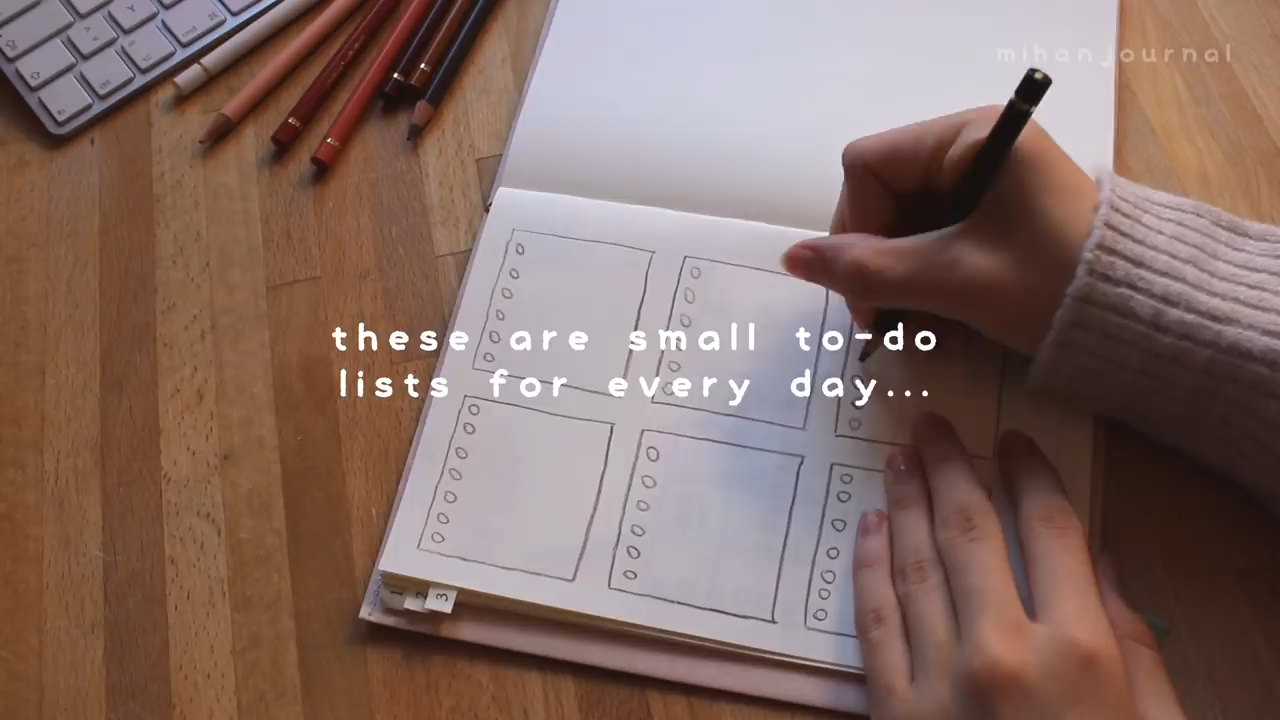 mihanjournal
these are small to-do
lists for every day...
1
2
3